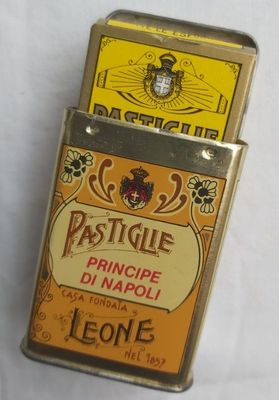 PASTIGLIE
PASTIGLIE
PRINCIPE
DI NAPOLI
CASA FONDATA
LEONE
NEL 1857